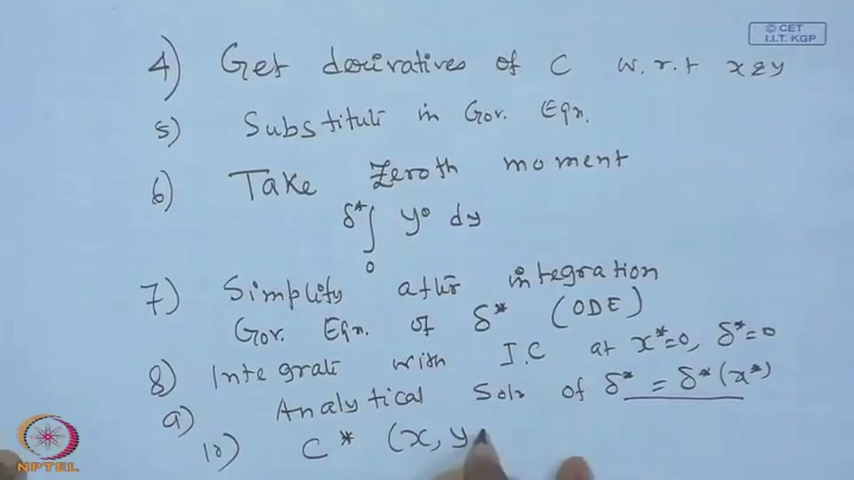 © CET
I.I.T. KGP
4) Get derivatives of C w.r.t x & y
5) Substitute in Gov. Eqn.
6) Take Zeroth moment
δ* ∫ y⁰ dy
0
7) Simplify after integration
Gov. Eqn. of δ* (ODE)
8) Integrate with I.C at x*=0, δ*=0
9) Analytical Soln of δ* = δ*(x*)
10) C* (x, y
NPTEL